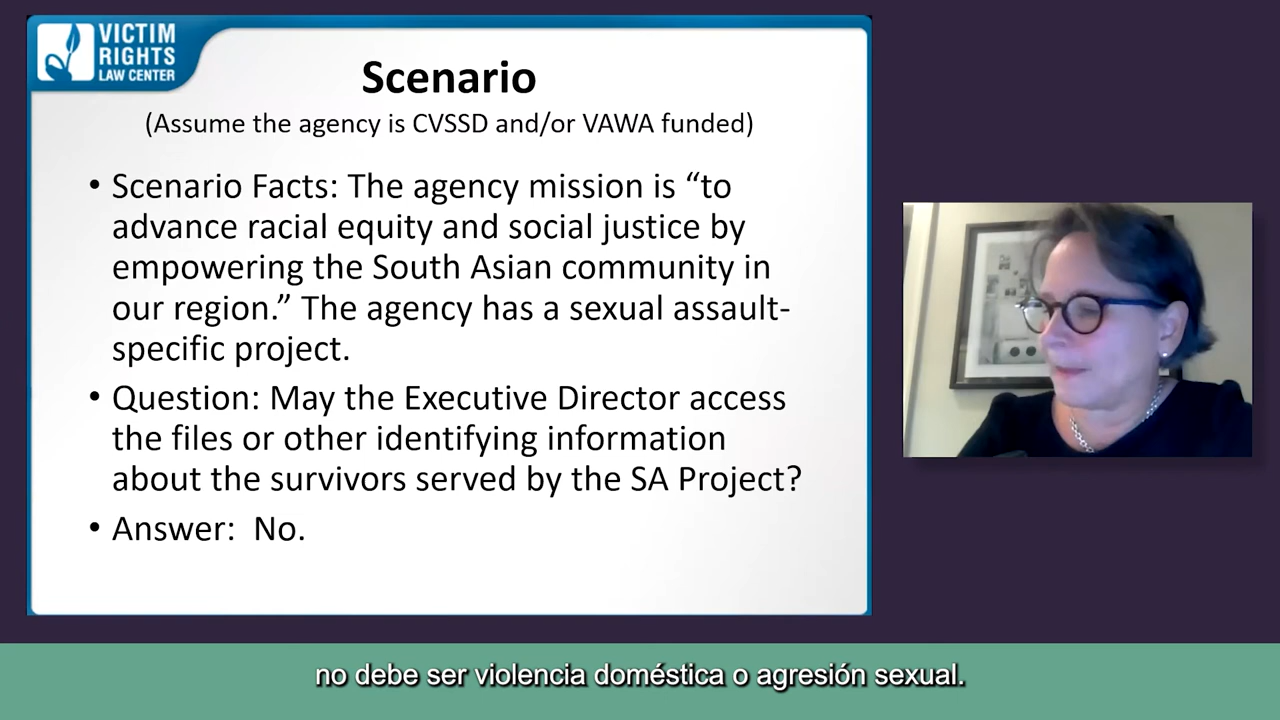 VICTIM
RIGHTS
LAW CENTER
Scenario
(Assume the agency is CVSSD and/or VAWA funded)
• Scenario Facts: The agency mission is “to
advance racial equity and social justice by
empowering the South Asian community in
our region.” The agency has a sexual assault-
specific project.
• Question: May the Executive Director access
the files or other identifying information
about the survivors served by the SA Project?
• Answer:  No.
no debe ser violencia doméstica o agresión sexual.